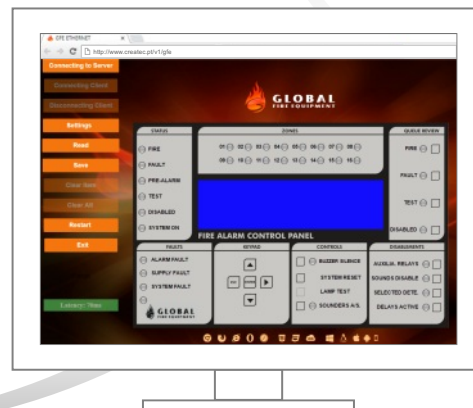 GFE ETHERNET
http://www.createc.pt/v1/gfe
Connecting to Server
Connecting Client
Disconnecting Client
Settings
Read
Save
Clear All
Restart
Exit
GLOBAL
FIRE EQUIPMENT
STATUS
FIRE
FAULT
PRE-ALARM
TEST
DISABLED
SYSTEM ON
ZONES
01 02 03 04 05 06 07 08
09 10 11 12 13 14 15 16
QUEUE REVIEW
FIRE
FAULT
TEST
DISABLED
FIRE ALARM CONTROL PANEL
FAULTS
ALARM FAULT
SUPPLY FAULT
SYSTEM FAULT
GLOBAL
FIRE EQUIPMENT
KEYPAD
CONTROLS
BUZZER SILENCE
SYSTEM RESET
LAMP TEST
SOUNDERS A/S.
DISABLEMENTS
AUXILIA. RELAYS
SOUNDS DISABLE
SELECTED DETE.
DELAYS ACTIVE